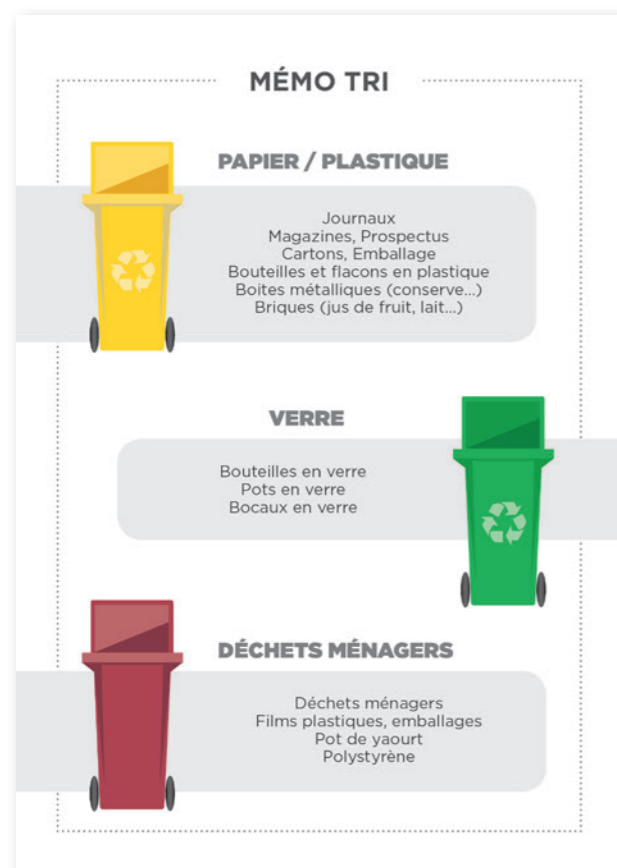 MÉMO TRI
PAPIER / PLASTIQUE
Journaux
Magazines, Prospectus
Cartons, Emballage
Bouteilles et flacons en plastique
Boites métalliques (conserve...)
Briques (jus de fruit, lait...)
VERRE
Bouteilles en verre
Pots en verre
Bocaux en verre
DÉCHETS MÉNAGERS
Déchets ménagers
Films plastiques, emballages
Pot de yaourt
Polystyrène